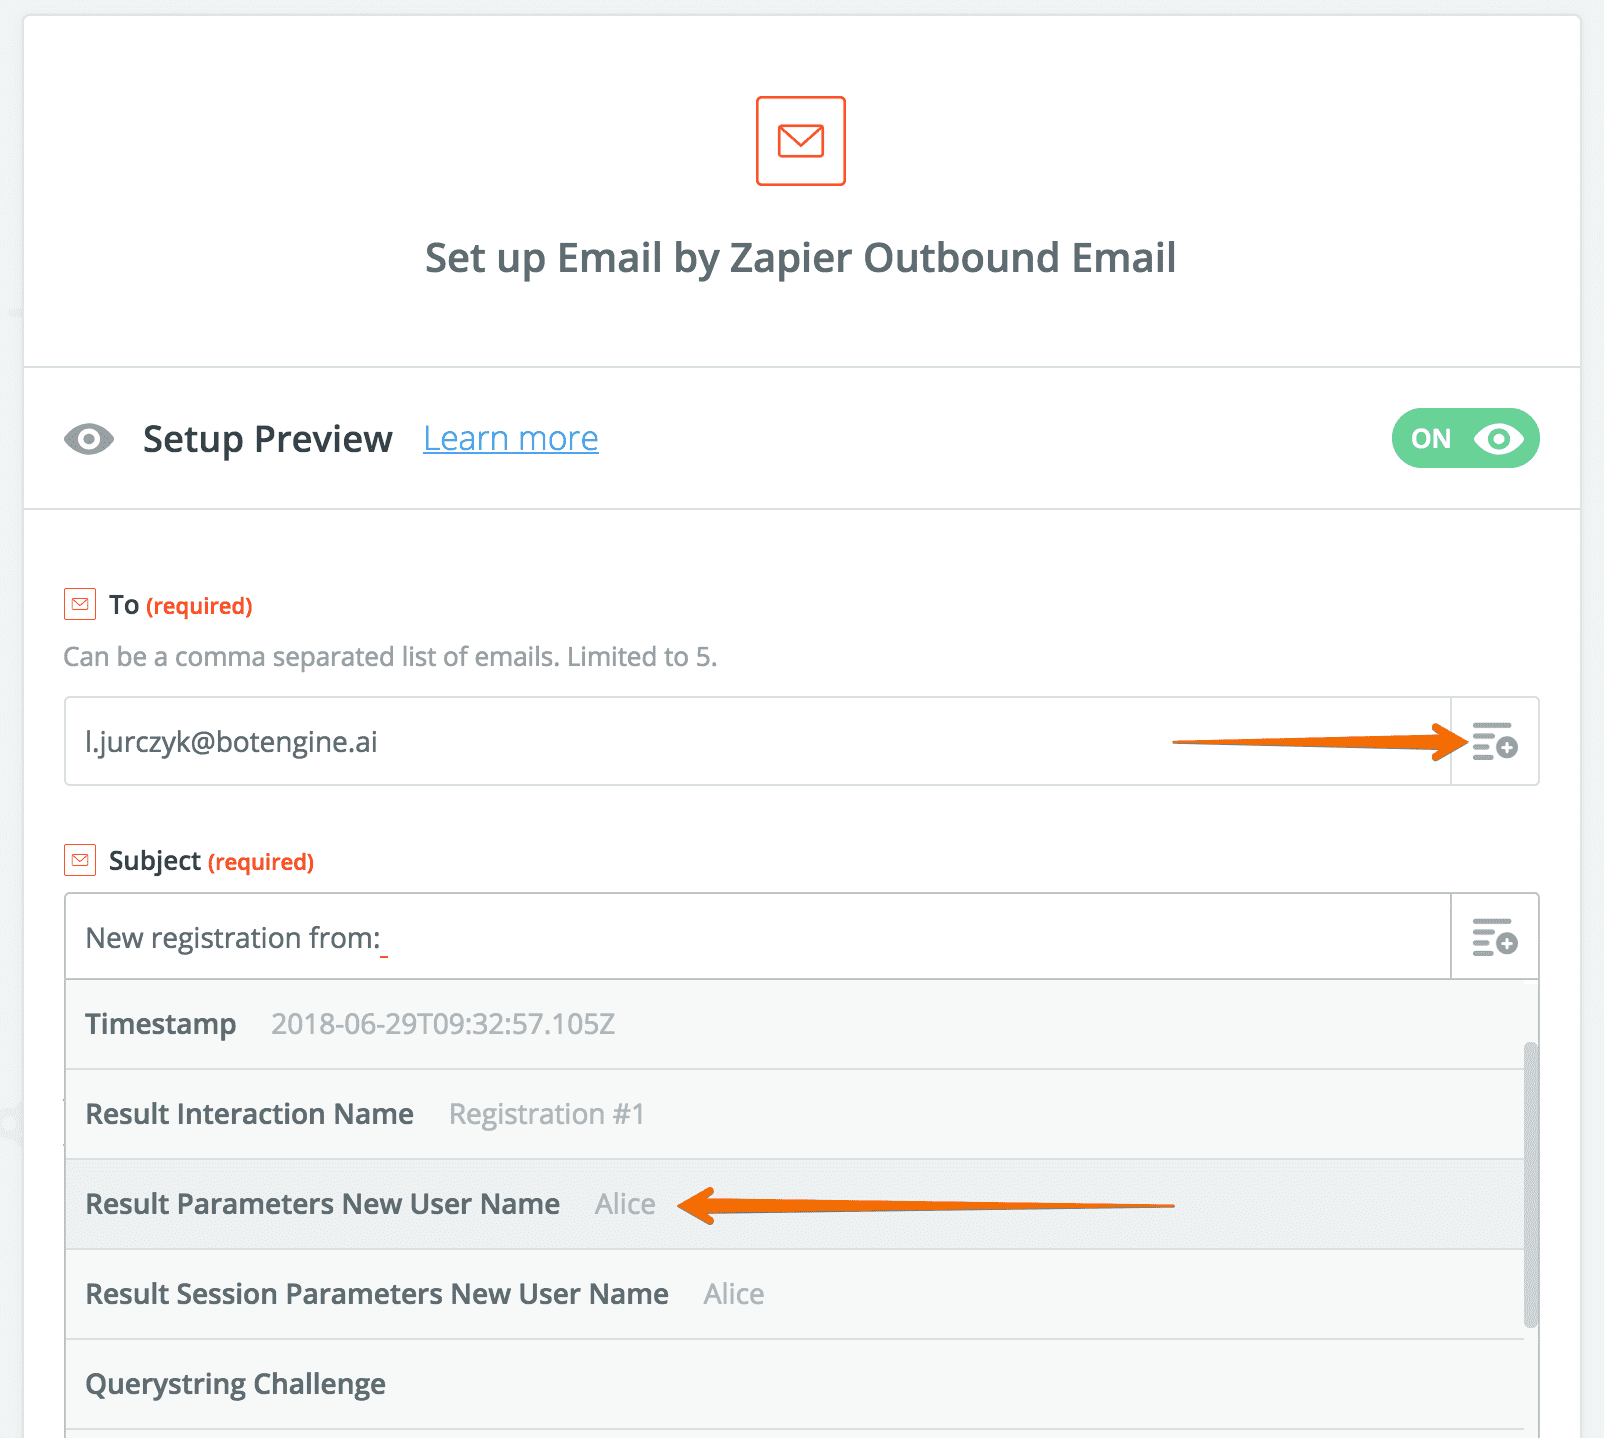 Set up Email by Zapier Outbound Email
Setup Preview Learn more ON
To (required)
Can be a comma separated list of emails. Limited to 5.
l.jurczyk@botengine.ai
Subject (required)
New registration from:
Timestamp 2018-06-29T09:32:57.105Z
Result Interaction Name Registration #1
Result Parameters New User Name Alice
Result Session Parameters New User Name Alice
Querystring Challenge